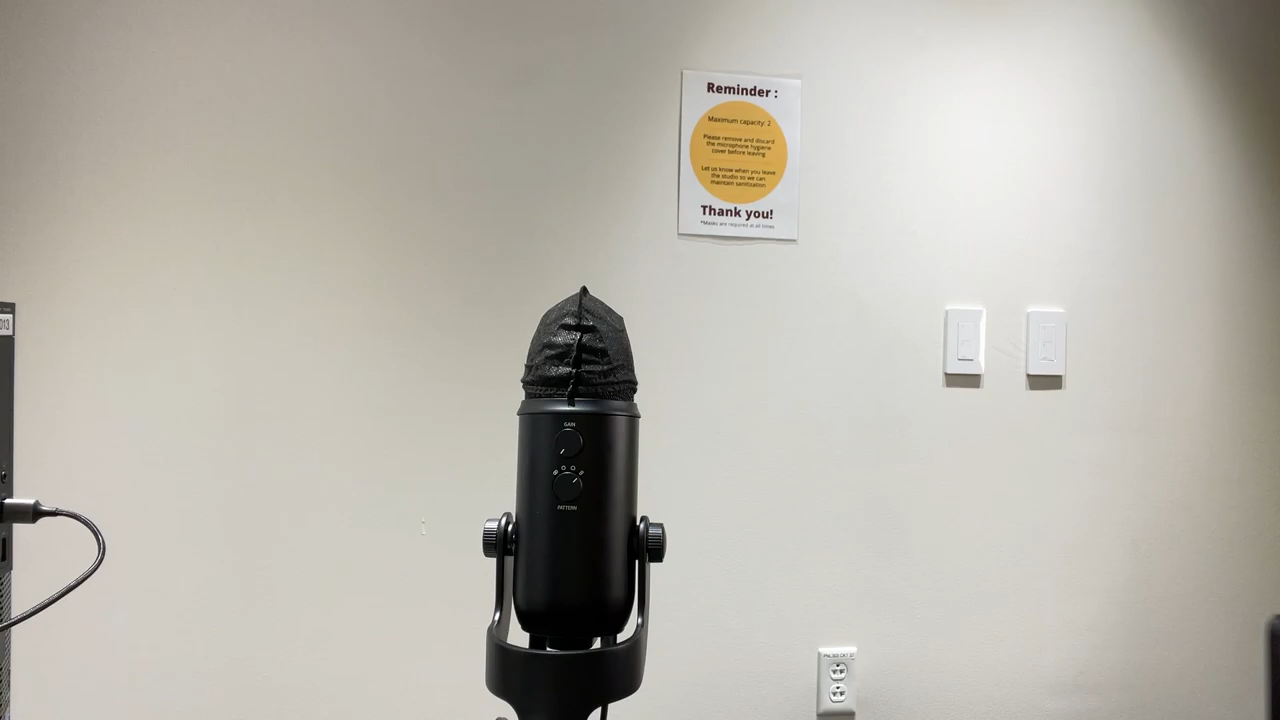 Reminder :
Maximum capacity: 2
Please remove and discard
the microphone hygiene
cover before leaving
Let us know when you leave
the studio so we can
maintain sanitization
Thank you!
*Masks are required at all times
013
GAIN
PATTERN